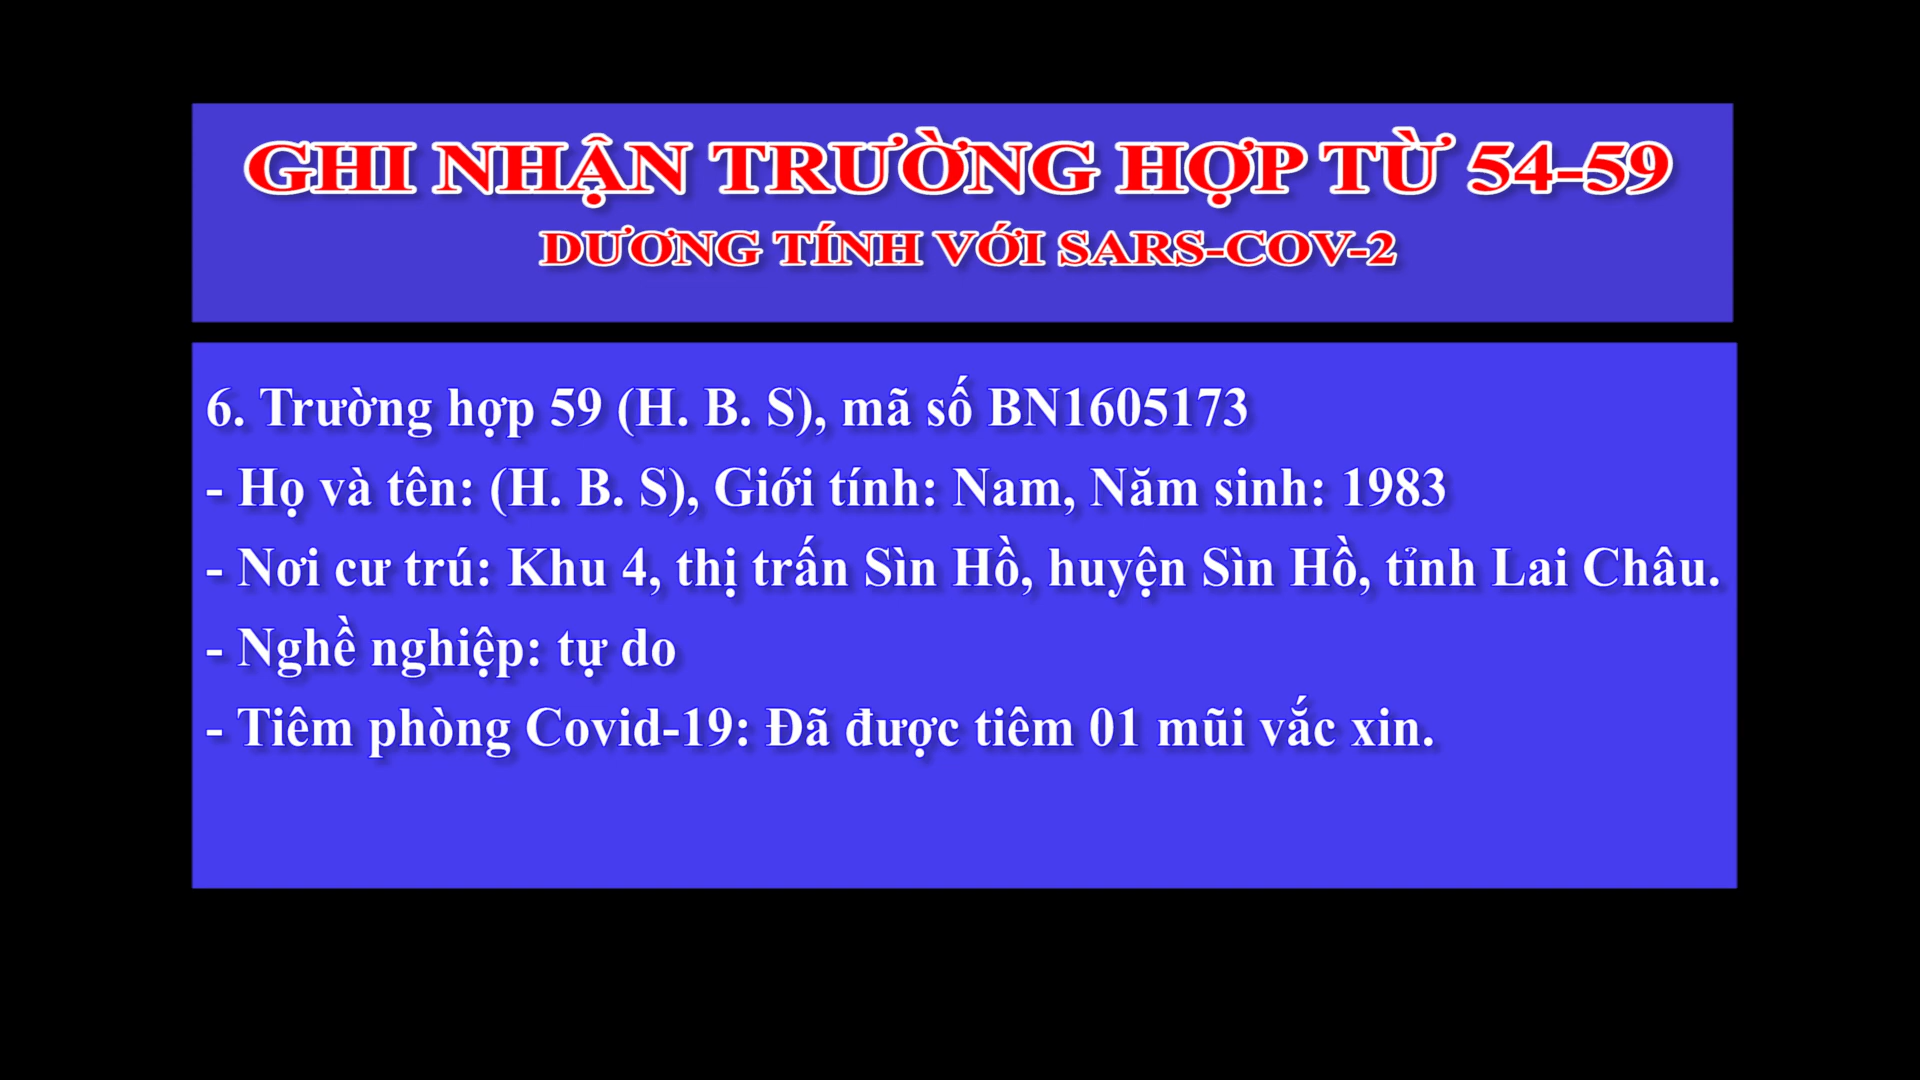 GHI NHẬN TRƯỜNG HỢP TỪ 54-59
DƯƠNG TÍNH VỚI SARS-COV-2
6. Trường hợp 59 (H. B. S), mã số BN1605173
- Họ và tên: (H. B. S), Giới tính: Nam, Năm sinh: 1983
- Nơi cư trú: Khu 4, thị trấn Sìn Hồ, huyện Sìn Hồ, tỉnh Lai Châu.
- Nghề nghiệp: tự do
- Tiêm phòng Covid-19: Đã được tiêm 01 mũi vắc xin.